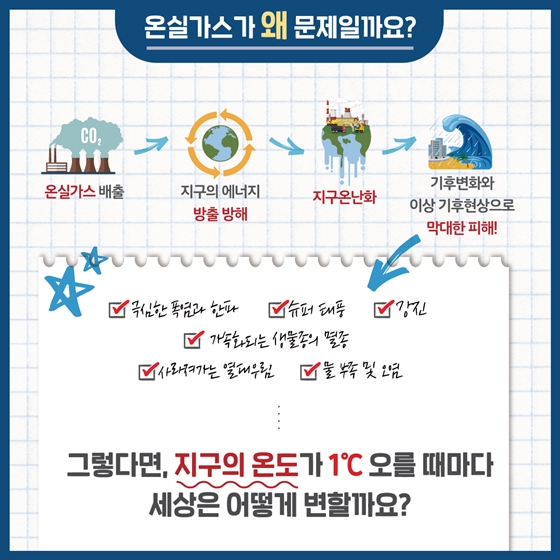 온실가스가 왜 문제일까요?
CO₂
온실가스 배출
지구의 에너지
방출 방해
지구온난화
기후변화와
이상 기후현상으로
막대한 피해!
극심한 폭염과 한파
슈퍼 태풍
강진
가속화되는 생물종의 멸종
사라져가는 열대우림
물 부족 및 오염
그렇다면, 지구의 온도가 1℃ 오를 때마다
세상은 어떻게 변할까요?